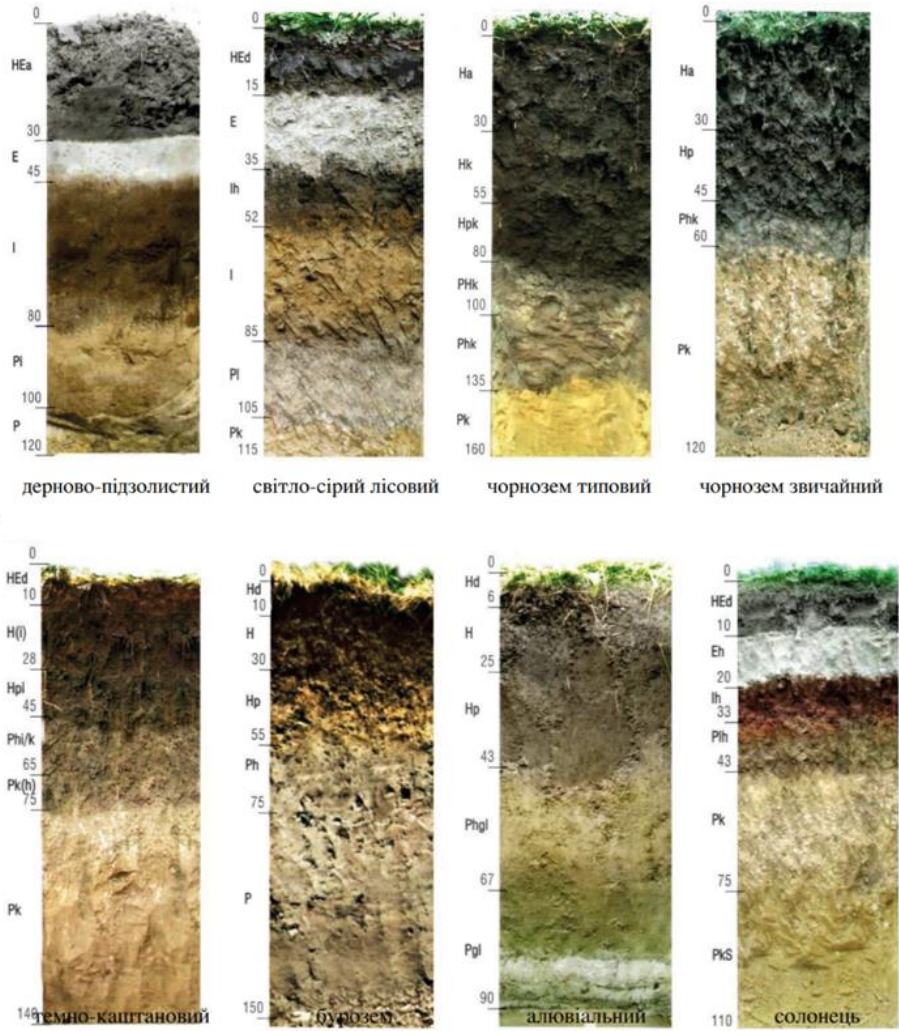 0
HEa
30
E
45
I
80
Pi
100
P
120
дерново-підзолистий
0
HEd
15
E
35
Ih
52
I
85
PI
105
Pk
115
світло-сірий лісовий
0
Ha
30
Hk
55
Hpk
80
PHk
100
Phk
135
Pk
160
чорнозем типовий
0
Ha
30
Hp
45
Phk
60
Pk
120
чорнозем звичайний
0
HEd
10
H(i)
28
Hpi
45
Phi/k
65
Pk(h)
75
Pk
140
темно-каштановий
0
Hd
10
H
30
Hp
55
Ph
75
P
150
бурозем
0
Hd
6
H
25
Hp
43
Phgl
67
Pgl
90
алювіальний
0
HEd
10
Eh
20
Ih
33
PIh
43
Pk
75
PkS
110
солонець